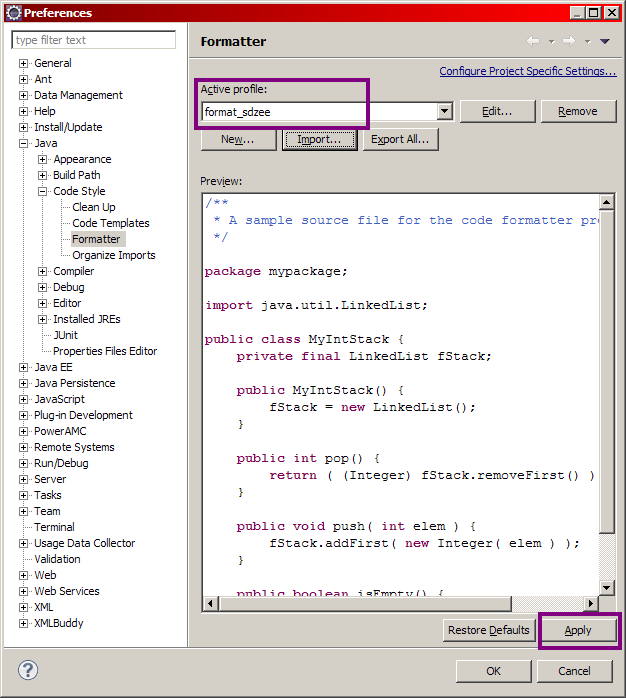 Preferences
type filter text
General
Ant
Data Management
Help
Install/Update
Java
Appearance
Build Path
Code Style
Clean Up
Code Templates
Formatter
Organize Imports
Compiler
Debug
Editor
Installed JREs
JUnit
Properties Files Editor
Java EE
Java Persistence
JavaScript
Plug-in Development
PowerAMC
Remote Systems
Run/Debug
Server
Tasks
Team
Terminal
Usage Data Collector
Validation
Web
Web Services
XML
XMLBuddy
Formatter
Configure Project Specific Settings...
Active profile:
format_sdzee
Edit...
Remove
New...
Import...
Export All...
Preview:
/**
 * A sample source file for the code formatter pre
 */
package mypackage;
import java.util.LinkedList;
public class MyIntStack {
    private final LinkedList fStack;
    public MyIntStack() {
        fStack = new LinkedList();
    }
    public int pop() {
        return ( (Integer) fStack.removeFirst() )
    }
    public void push( int elem ) {
        fStack.addFirst( new Integer( elem ) );
    }
    public boolean isEmpty() {
Restore Defaults
Apply
?
OK
Cancel